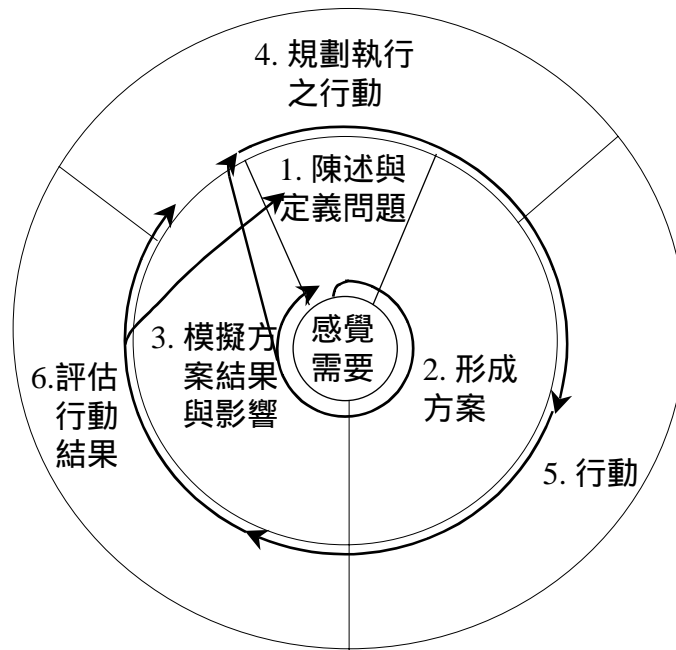 4. 規劃執行
之行動
1. 陳述與
定義問題
感覺
需要
3. 模擬方
案結果
與影響
2. 形成
方案
6.評估
行動
結果
5. 行動